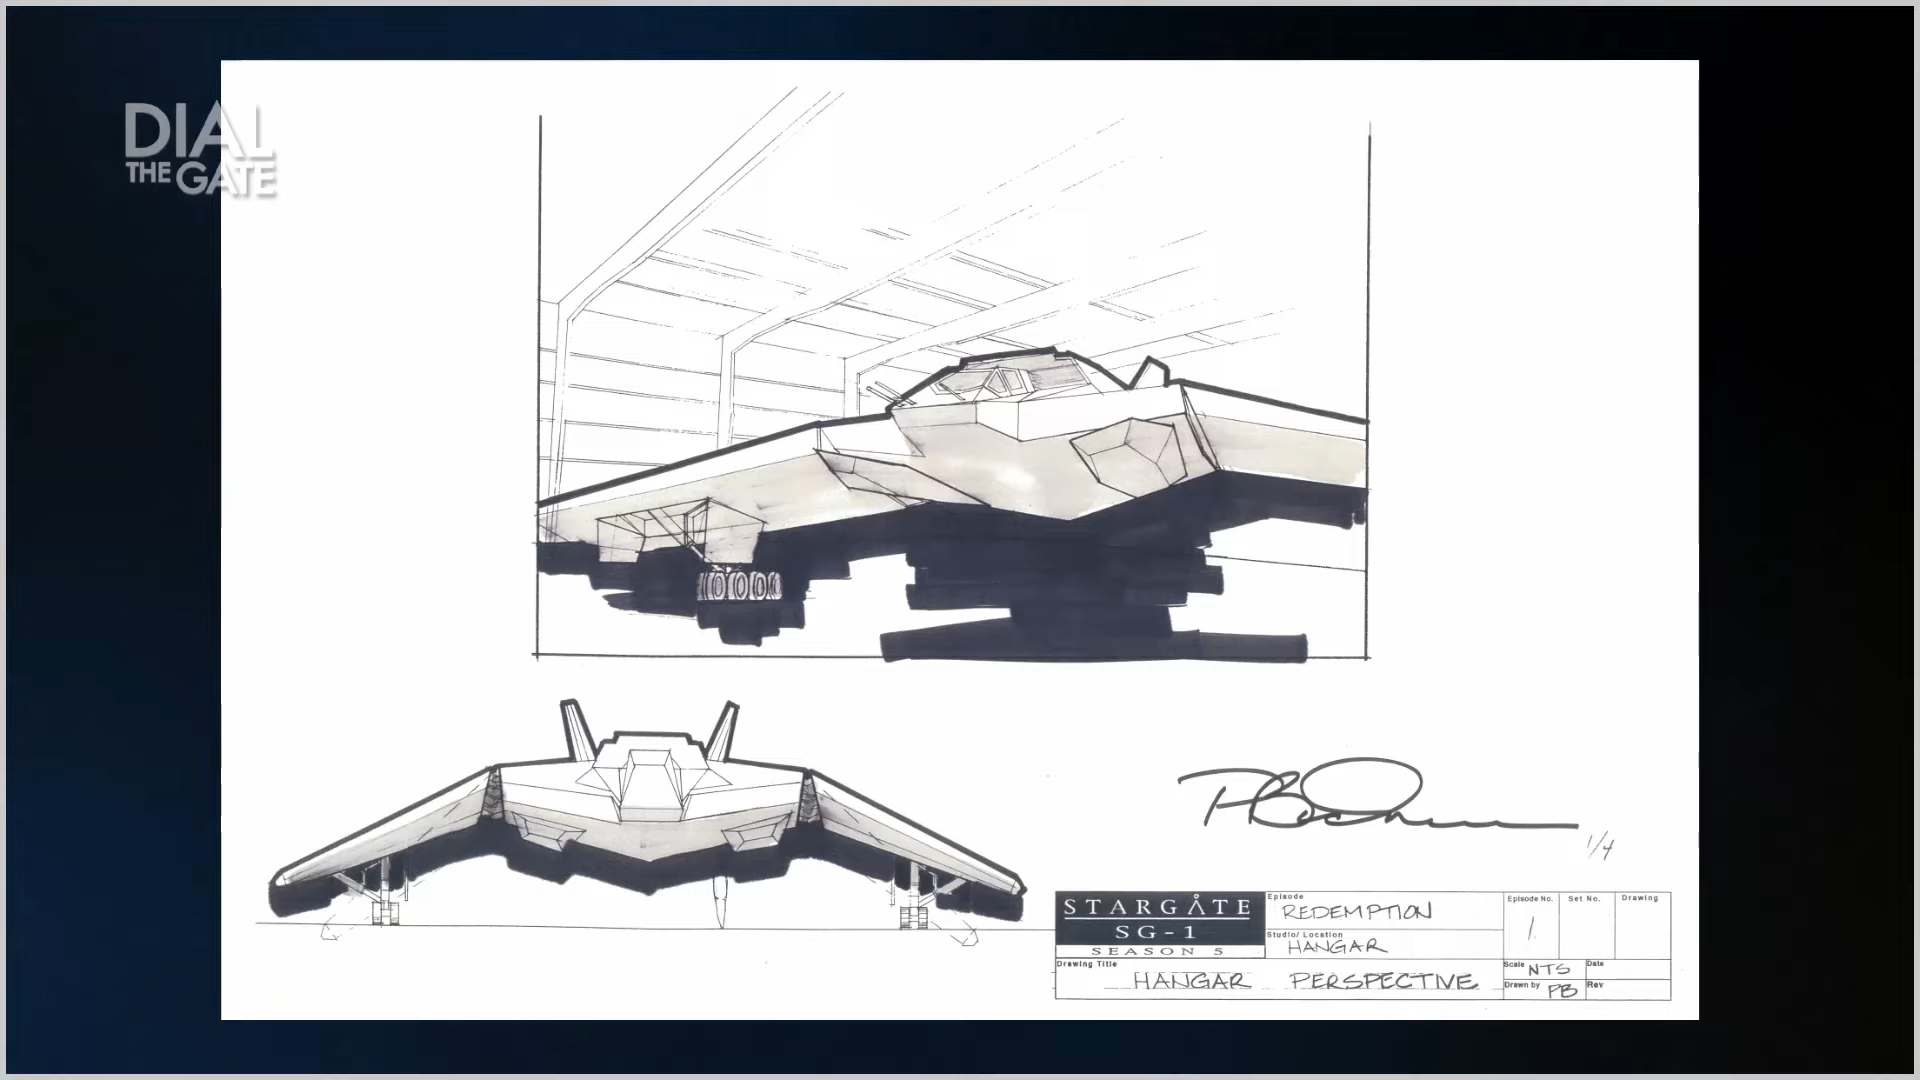 DIAL
THE GATE
1/4
STARGATE
SG-1
SEASON 5
Episode
REDEMPTION
Studio/ Location
HANGAR
Episode No.
1.
Set No.
Drawing
Drawing Title
HANGAR PERSPECTIVE
Scale
NTS
Date
Drawn by
PB
Rev